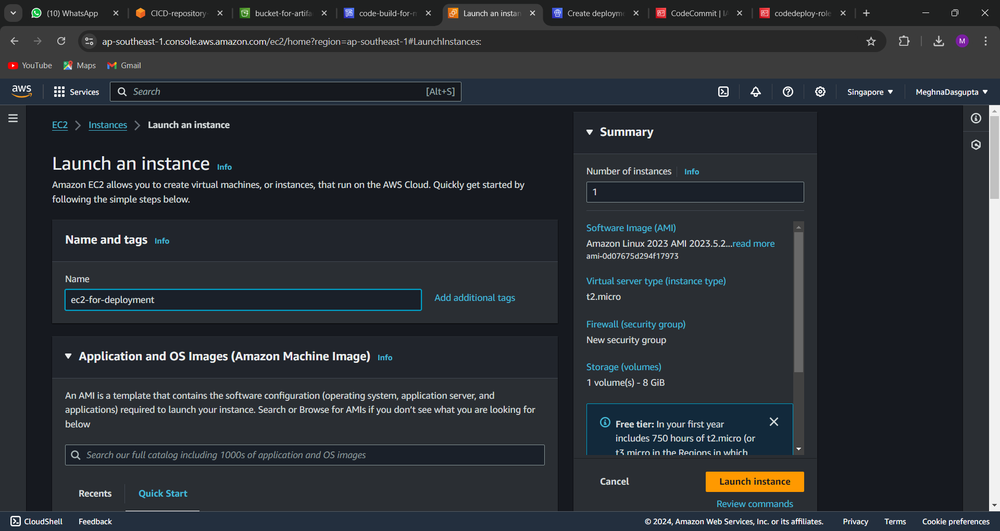 (10) WhatsApp
CICD-repository-
bucket-for-artifa
code-build-for-m
Launch an instan
Create deployme
CodeCommit | IA
codedeploy-role
ap-southeast-1.console.aws.amazon.com/ec2/home?region=ap-southeast-1#LaunchInstances:
M
YouTube
Maps
Gmail
aws
Services
Search
[Alt+S]
Singapore
MeghnaDasgupta
EC2
Instances
Launch an instance
Launch an instance Info
Amazon EC2 allows you to create virtual machines, or instances, that run on the AWS Cloud. Quickly get started by
following the simple steps below.
Name and tags Info
Name
ec2-for-deployment
Add additional tags
Application and OS Images (Amazon Machine Image) Info
An AMI is a template that contains the software configuration (operating system, application server, and
applications) required to launch your instance. Search or Browse for AMIs if you don't see what you are looking for
below
Search our full catalog including 1000s of application and OS images
Recents
Quick Start
Summary
Number of instances Info
1
Software Image (AMI)
Amazon Linux 2023 AMI 2023.5.2...read more
ami-0d07675d294f17973
Virtual server type (instance type)
t2.micro
Firewall (security group)
New security group
Storage (volumes)
1 volume(s) - 8 GiB
Free tier: In your first year
includes 750 hours of t2.micro (or
t3.micro in the Regions in which
Cancel
Launch instance
Review commands
CloudShell
Feedback
© 2024, Amazon Web Services, Inc. or its affiliates.
Privacy
Terms
Cookie preferences